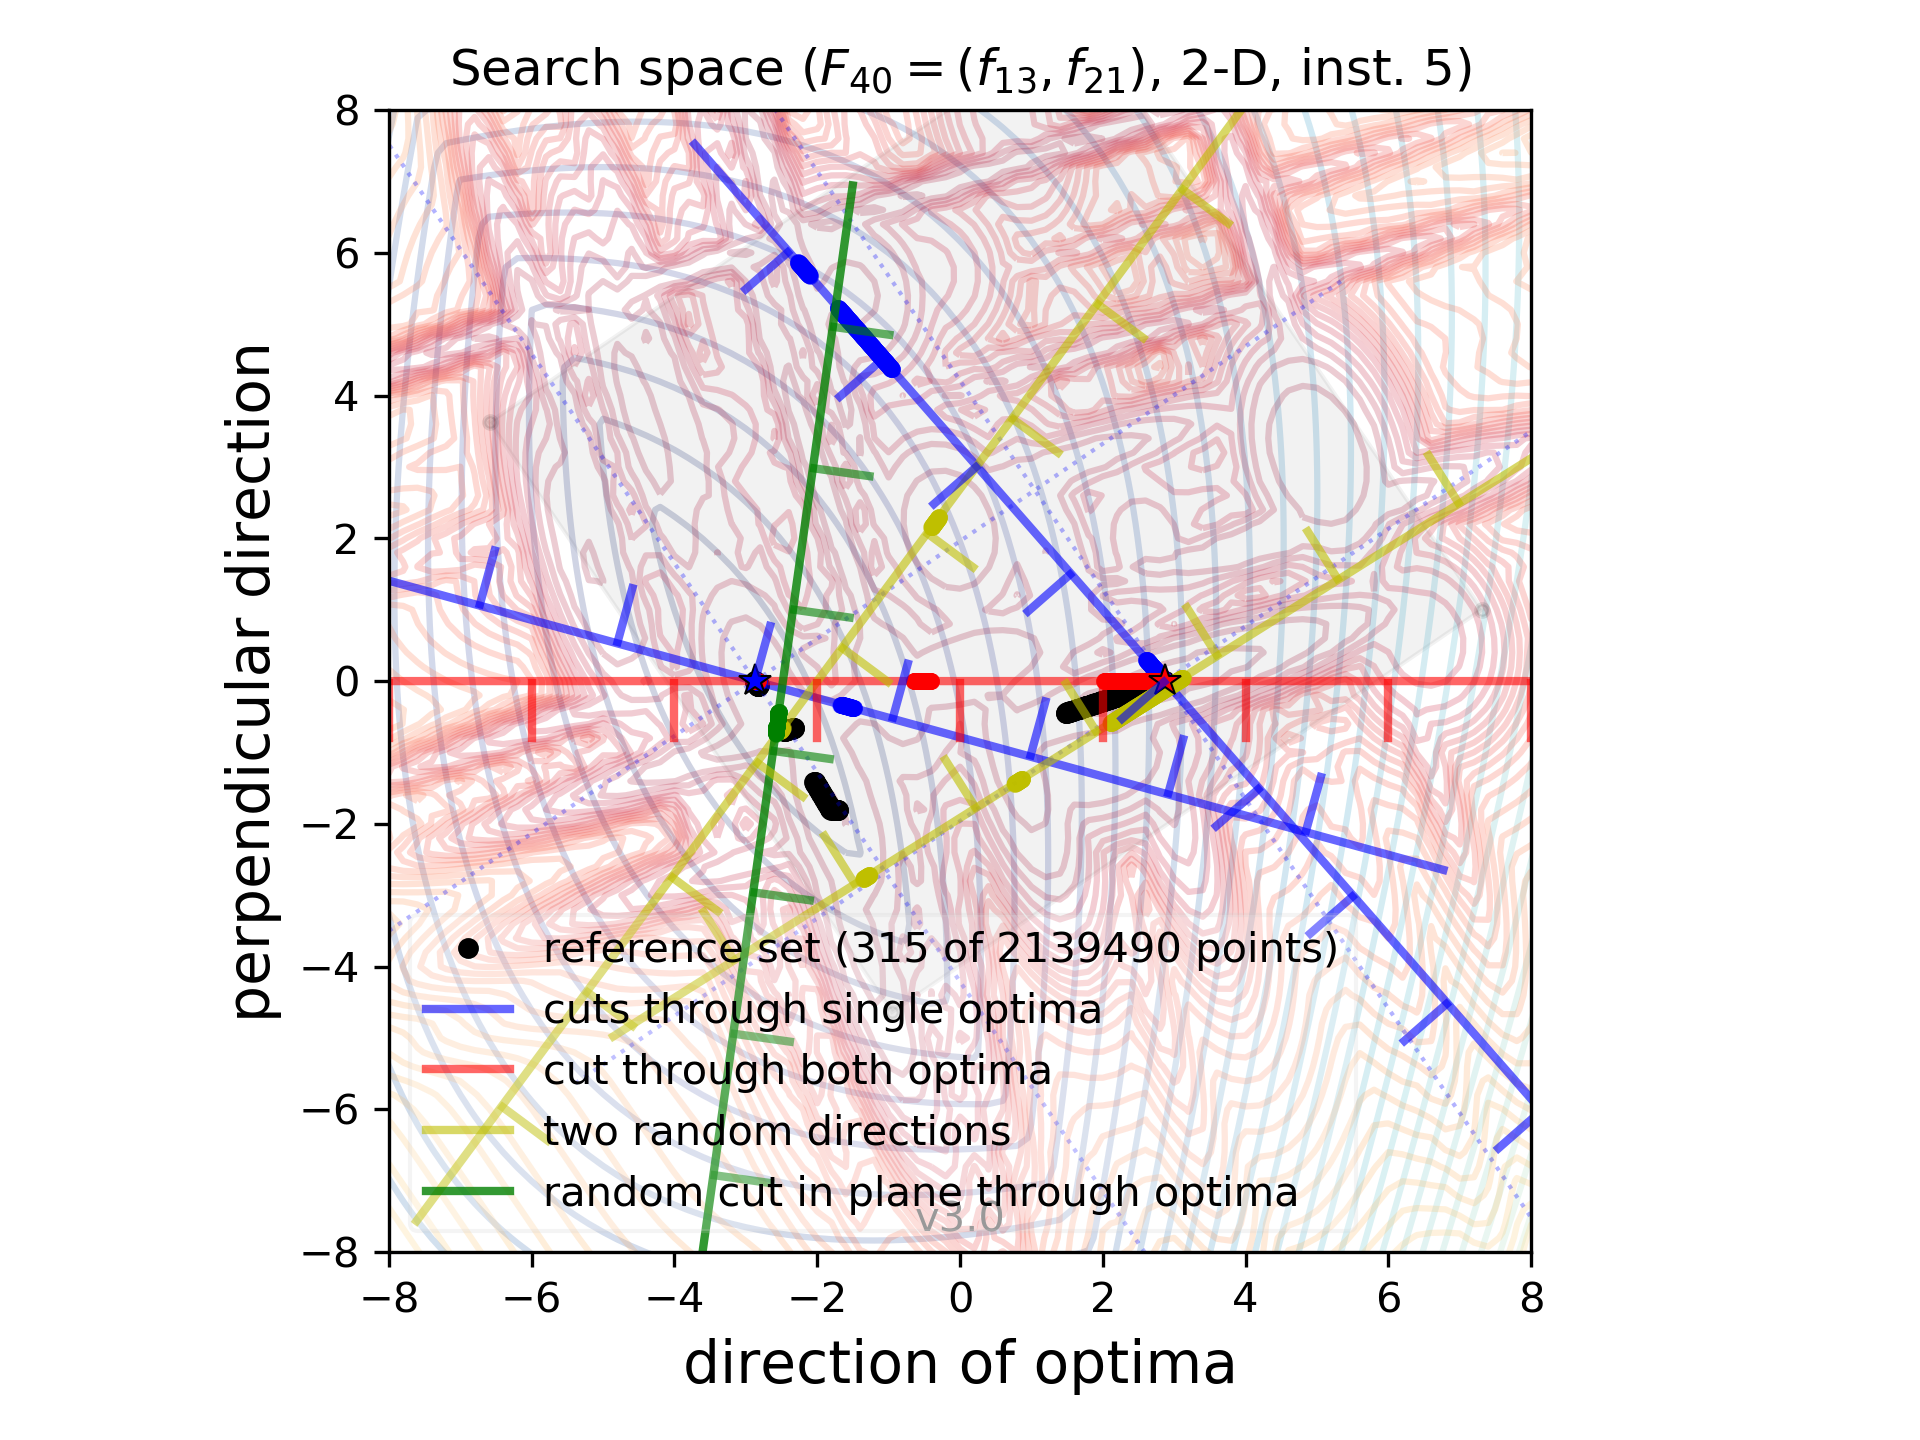 Search space (F40 = (f13, f21), 2-D, inst. 5)
8
6
4
2
0
−2
−4
−6
−8
perpendicular direction
reference set (315 of 2139490 points)
cuts through single optima
cut through both optima
two random directions
random cut in plane through optima
v3.0
−8 −6 −4 −2 0 2 4 6 8
direction of optima